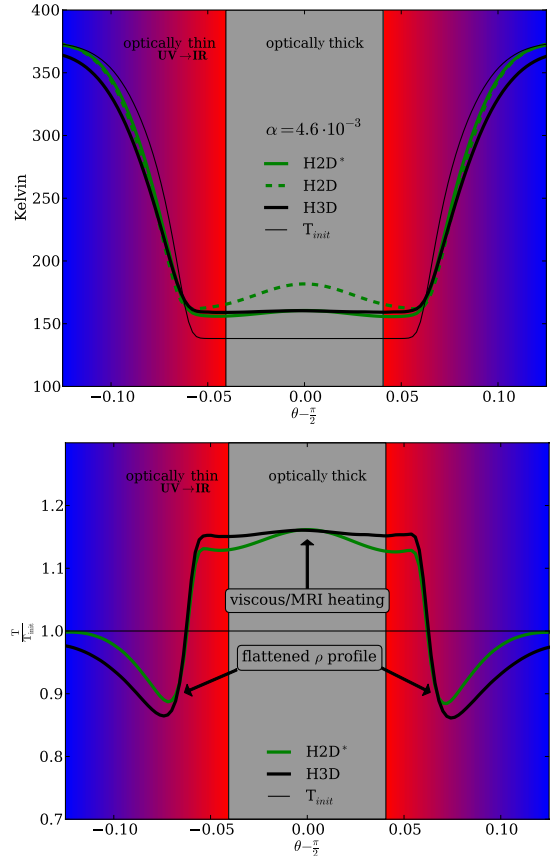 400
350
300
250
200
150
100
Kelvin
optically thin
UV→IR
optically thick
α=4.6·10⁻³
H2D*
H2D
H3D
T_init
−0.10
−0.05
0.00
0.05
0.10
θ−π/2
1.2
1.1
1.0
0.9
0.8
0.7
T/T_init
optically thin
UV→IR
optically thick
viscous/MRI heating
flattened ρ profile
H2D*
H3D
T_init
−0.10
−0.05
0.00
0.05
0.10
θ−π/2